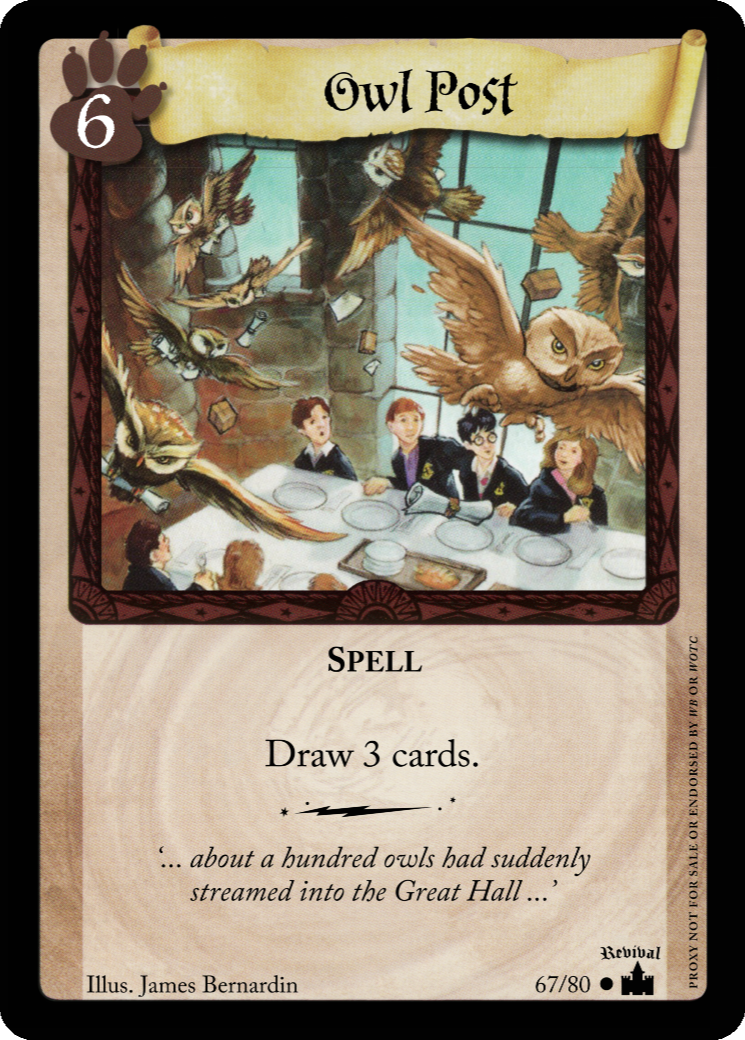 6
Owl Post
SPELL
Draw 3 cards.
‘... about a hundred owls had suddenly
streamed into the Great Hall ...’
Illus. James Bernardin
67/80
Revival
PROXY NOT FOR SALE OR ENDORSED BY WB OR WOTC